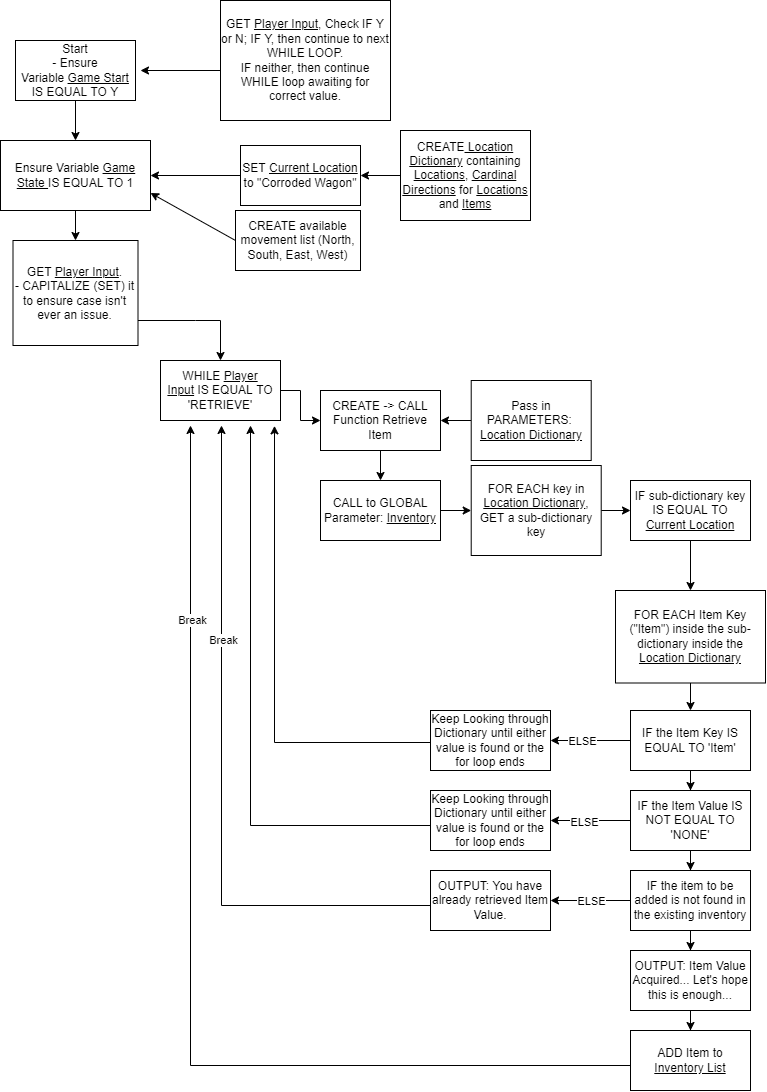 GET Player Input, Check IF Y
or N; IF Y, then continue to next
WHILE LOOP.
IF neither, then continue
WHILE loop awaiting for
correct value.
Start
- Ensure
Variable Game Start
IS EQUAL TO Y
Ensure Variable Game
State IS EQUAL TO 1
SET Current Location
to "Corroded Wagon"
CREATE Location
Dictionary containing
Locations, Cardinal
Directions for Locations
and Items
CREATE available
movement list (North,
South, East, West)
GET Player Input.
- CAPITALIZE (SET) it
to ensure case isn't
ever an issue.
WHILE Player
Input IS EQUAL TO
'RETRIEVE'
CREATE -> CALL
Function Retrieve
Item
Pass in
PARAMETERS:
Location Dictionary
CALL to GLOBAL
Parameter: Inventory
FOR EACH key in
Location Dictionary,
GET a sub-dictionary
key
IF sub-dictionary key
IS EQUAL TO
Current Location
FOR EACH Item Key
("Item") inside the sub-
dictionary inside the
Location Dictionary
Break
Break
Keep Looking through
Dictionary until either
value is found or the
for loop ends
ELSE
IF the Item Key IS
EQUAL TO 'Item'
Keep Looking through
Dictionary until either
value is found or the
for loop ends
ELSE
IF the Item Value IS
NOT EQUAL TO
'NONE'
OUTPUT: You have
already retrieved Item
Value.
ELSE
IF the item to be
added is not found in
the existing inventory
OUTPUT: Item Value
Acquired... Let's hope
this is enough...
ADD Item to
Inventory List